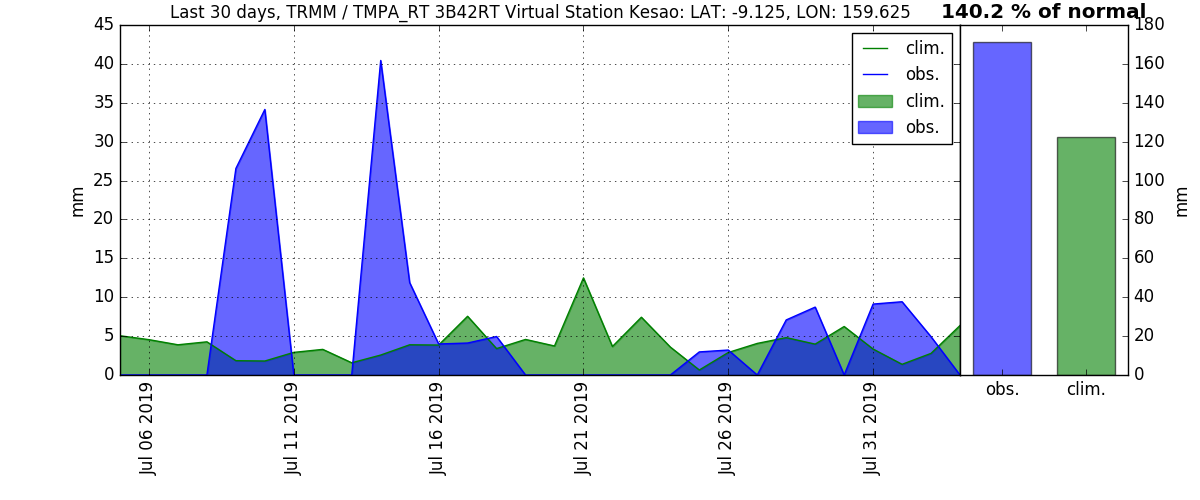 Last 30 days, TRMM / TMPA_RT 3B42RT Virtual Station Kesao: LAT: -9.125, LON: 159.625
140.2 % of normal
45
40
35
30
25
20
15
10
5
0
mm
clim.
obs.
clim.
obs.
Jul 06 2019
Jul 11 2019
Jul 16 2019
Jul 21 2019
Jul 26 2019
Jul 31 2019
180
160
140
120
100
80
60
40
20
0
mm
obs.
clim.